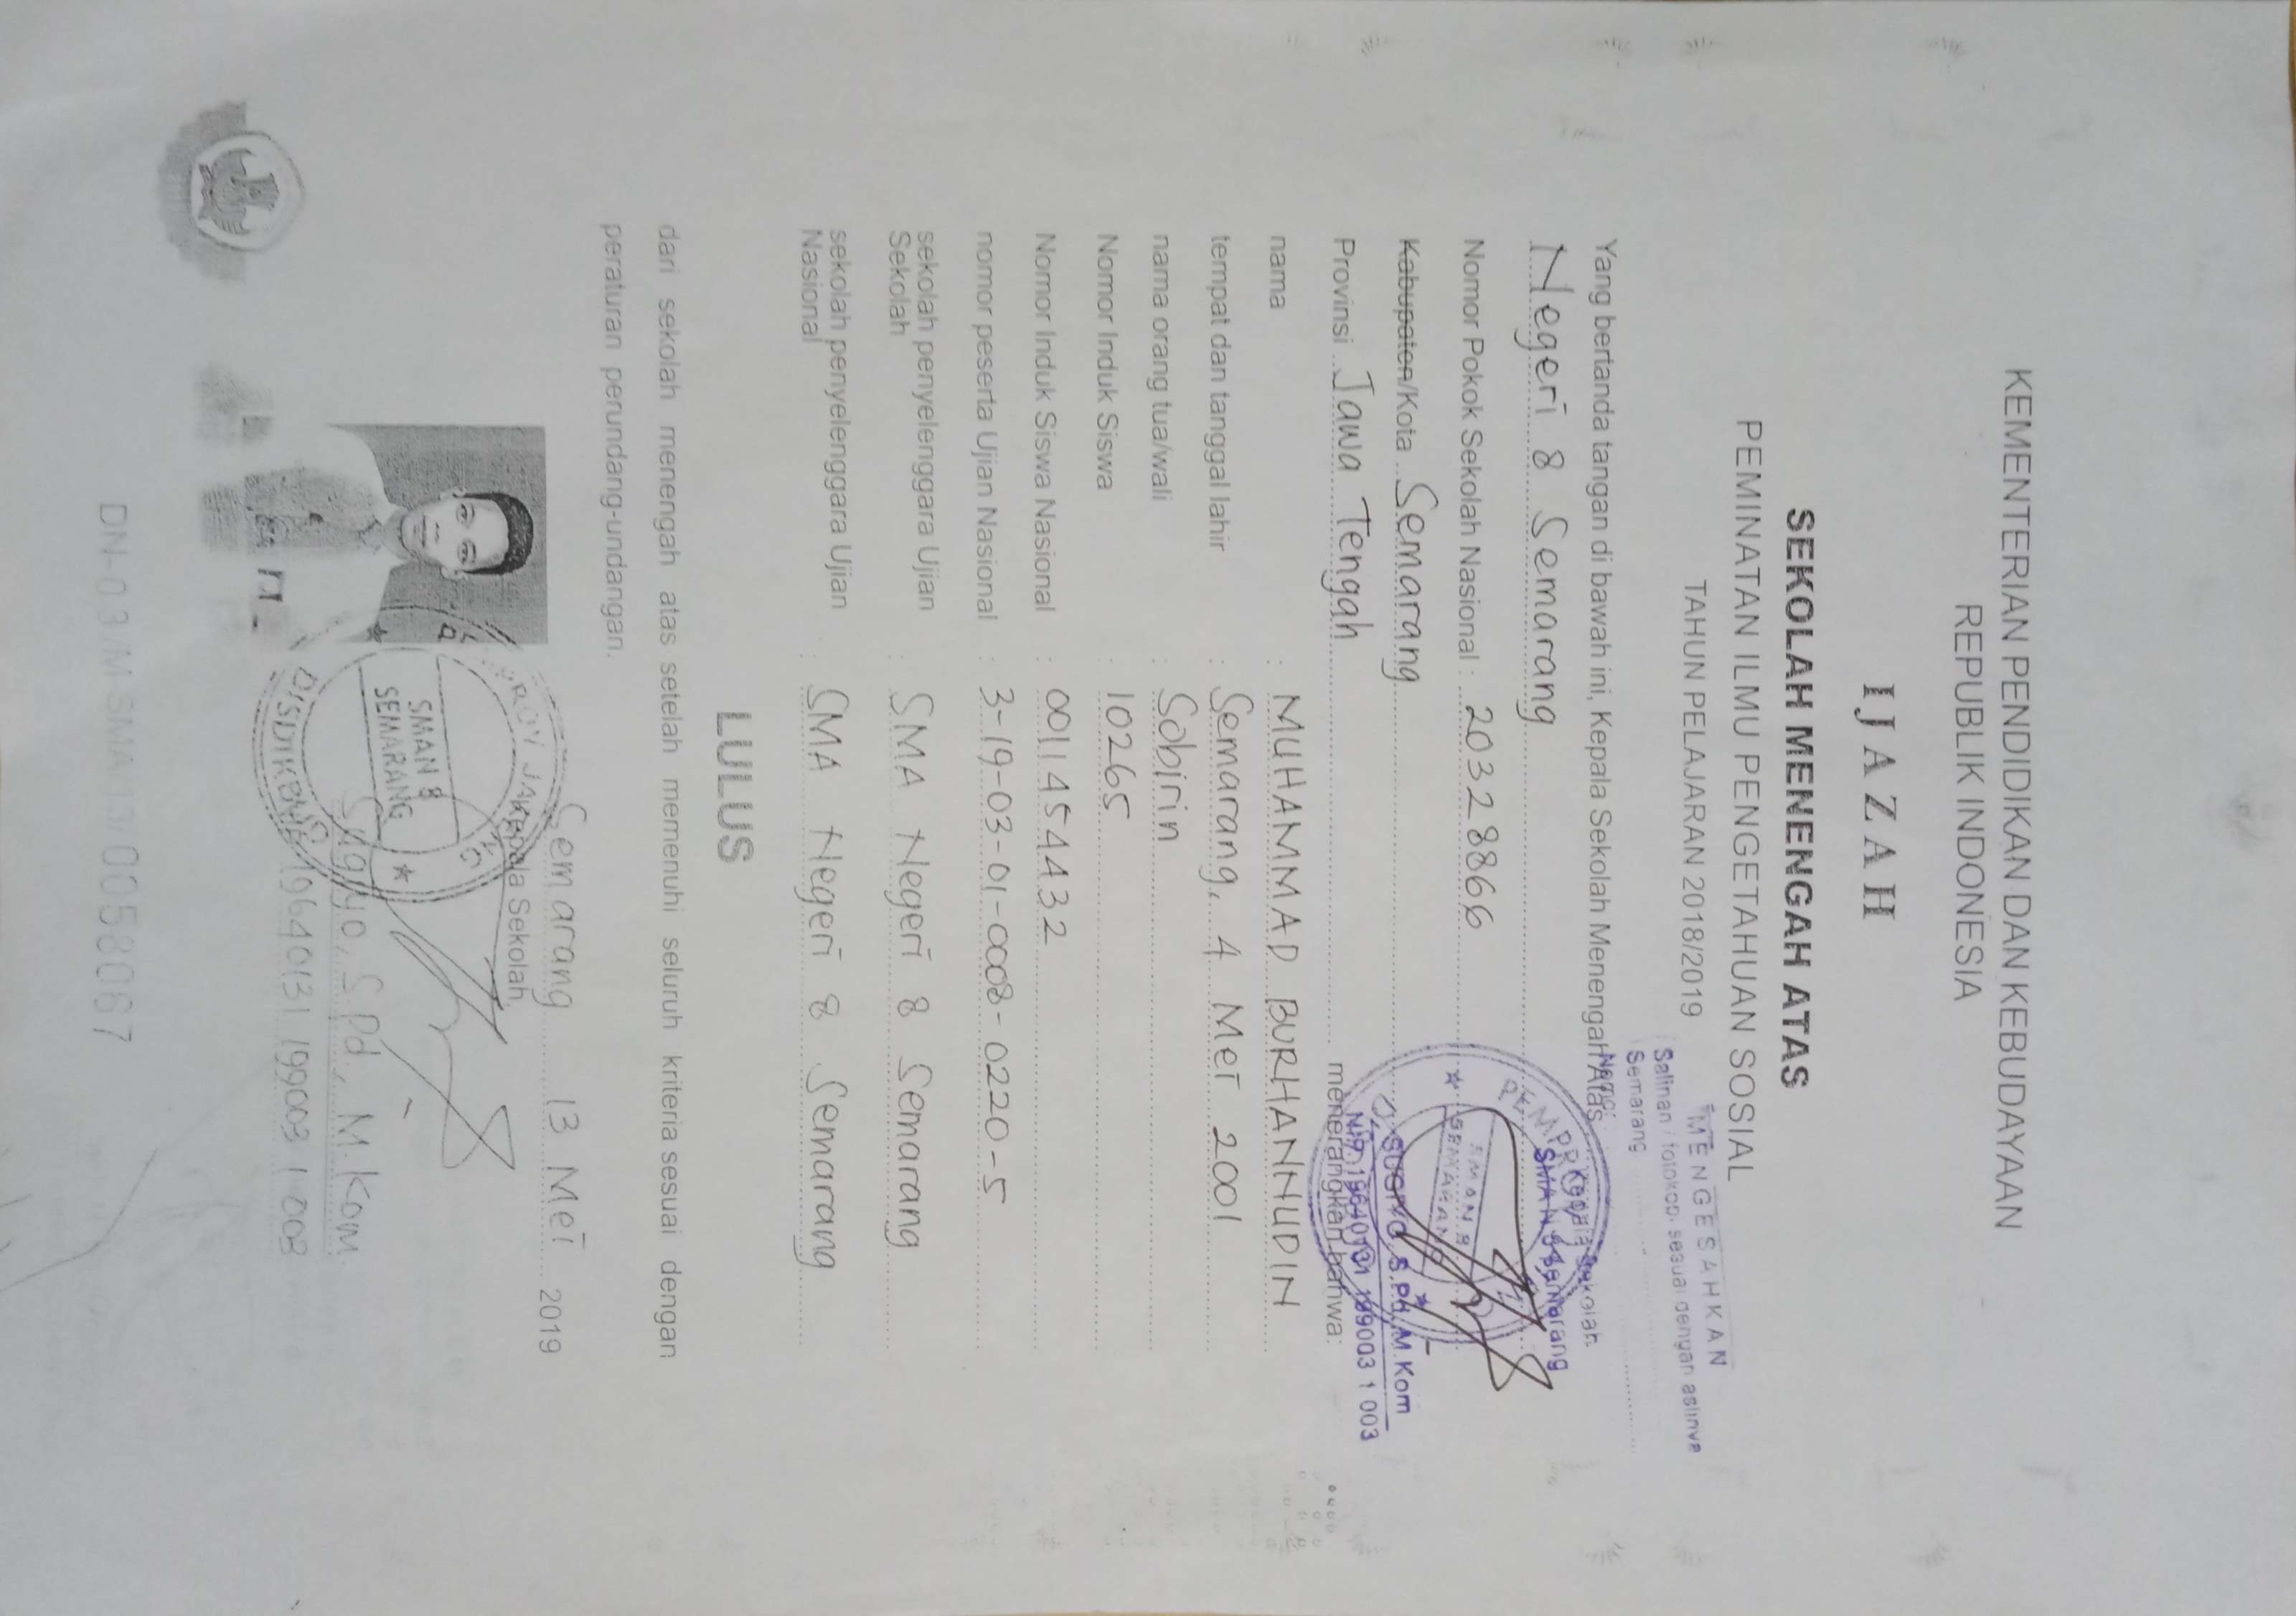 KEMENTERIAN PENDIDIKAN DAN KEBUDAYAAN
REPUBLIK INDONESIA
IJAZAH
SEKOLAH MENENGAH ATAS
PEMINATAN ILMU PENGETAHUAN SOSIAL
TAHUN PELAJARAN 2018/2019
MENGESAHKAN
Salinan / fotokopi sesuai dengan aslinya
Semarang
Nomor
Yang bertanda tangan di bawah ini, Kepala Sekolah Menengah Atas
Kepala Sekolah
SMA N 8 Semarang
Negeri 8 Semarang
Nomor Pokok Sekolah Nasional : 20328866
SMAN 8
SEMARANG
Kabupaten/Kota Semarang
SUGIYO, S.Pd, M.Kom
NIP. 19640131 199003 1 003
Provinsi Jawa Tengah menerangkan bahwa:
nama : MUHAMMAD BURHANNUDIN
tempat dan tanggal lahir : Semarang, 4 Mei 2001
nama orang tua/wali : Sobirin
Nomor Induk Siswa : 10265
Nomor Induk Siswa Nasional : 0011454432
nomor peserta Ujian Nasional : 3-19-03-01-0008-0220-5
sekolah penyelenggara Ujian Sekolah : SMA Negeri 8 Semarang
sekolah penyelenggara Ujian Nasional : SMA Negeri 8 Semarang
LULUS
dari sekolah menengah atas setelah memenuhi seluruh kriteria sesuai dengan
peraturan perundang-undangan.
Semarang 13 Mei 2019
Kepala Sekolah,
SMAN 8
SEMARANG
DISDIKBUD
Sugiyo, S.Pd, M.Kom
19640131 199003 1 003
DN-03/M-SMA/13/0058067